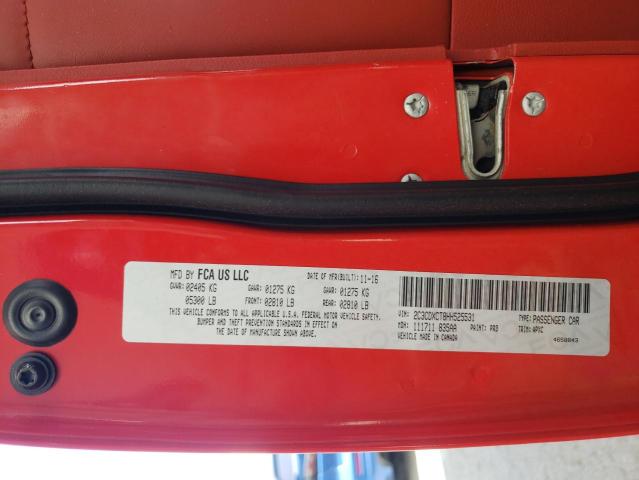 MFD BY FCA US LLC DATE OF MFR(BUILT): 11-16
GVWR: 02405 KG GAWR: 01275 KG GAWR: 01275 KG
05300 LB FRONT: 02810 LB REAR: 02810 LB
THIS VEHICLE CONFORMS TO ALL APPLICABLE U.S.A. FEDERAL MOTOR VEHICLE SAFETY,
BUMPER AND THEFT PREVENTION STANDARDS IN EFFECT ON
THE DATE OF MANUFACTURE SHOWN ABOVE.
VIN: 2C3CDXCT8HH525531 TYPE: PASSENGER CAR
MDH: 111711 835AA PAINT: PR3 TRIM: APXC
VEHICLE MADE IN CANADA 4658843